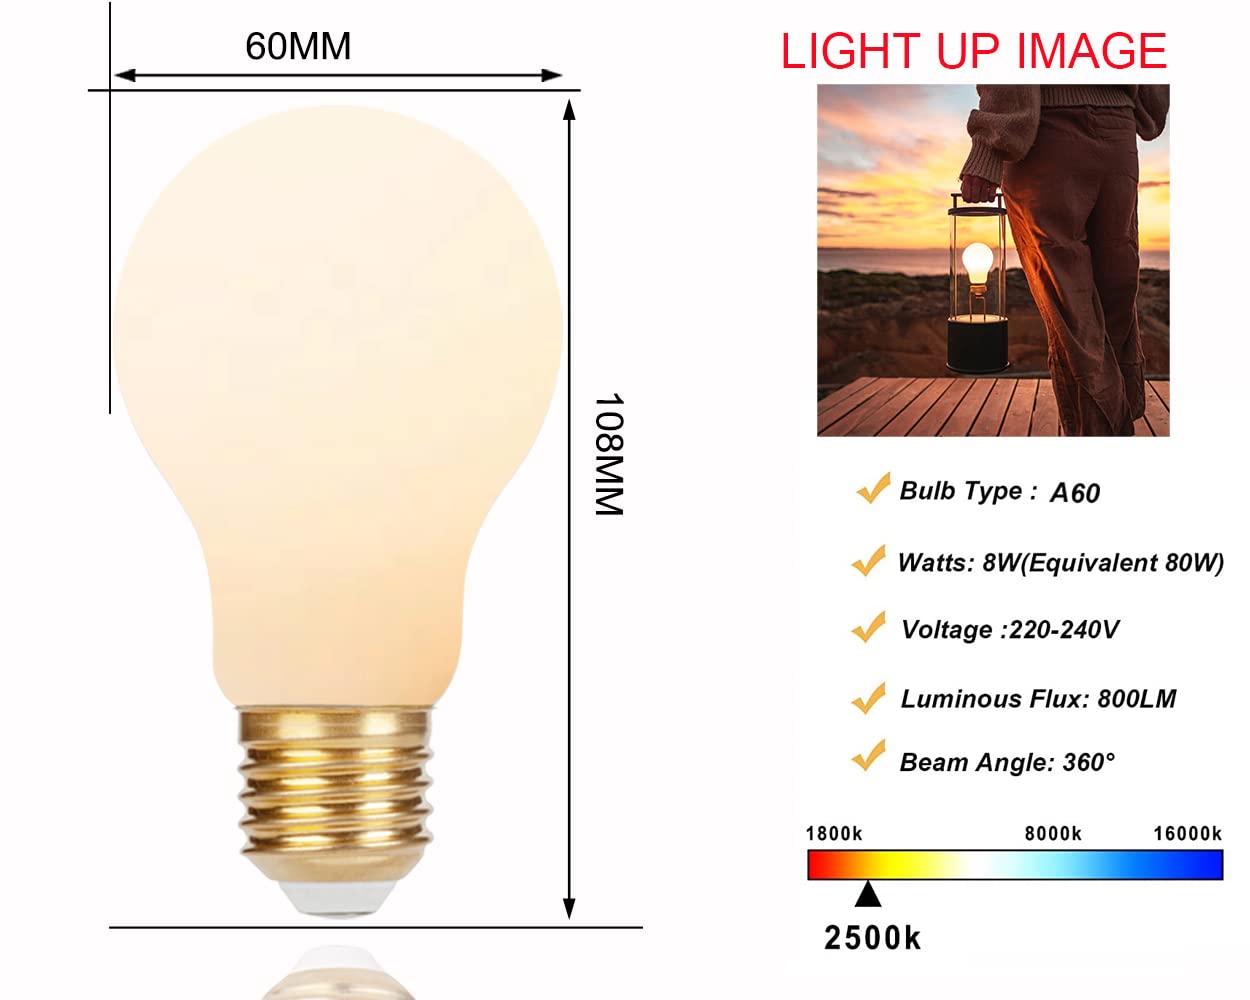 60MM
108MM
LIGHT UP IMAGE
Bulb Type : A60
Watts: 8W(Equivalent 80W)
Voltage :220-240V
Luminous Flux: 800LM
Beam Angle: 360°
1800k 8000k 16000k
2500k